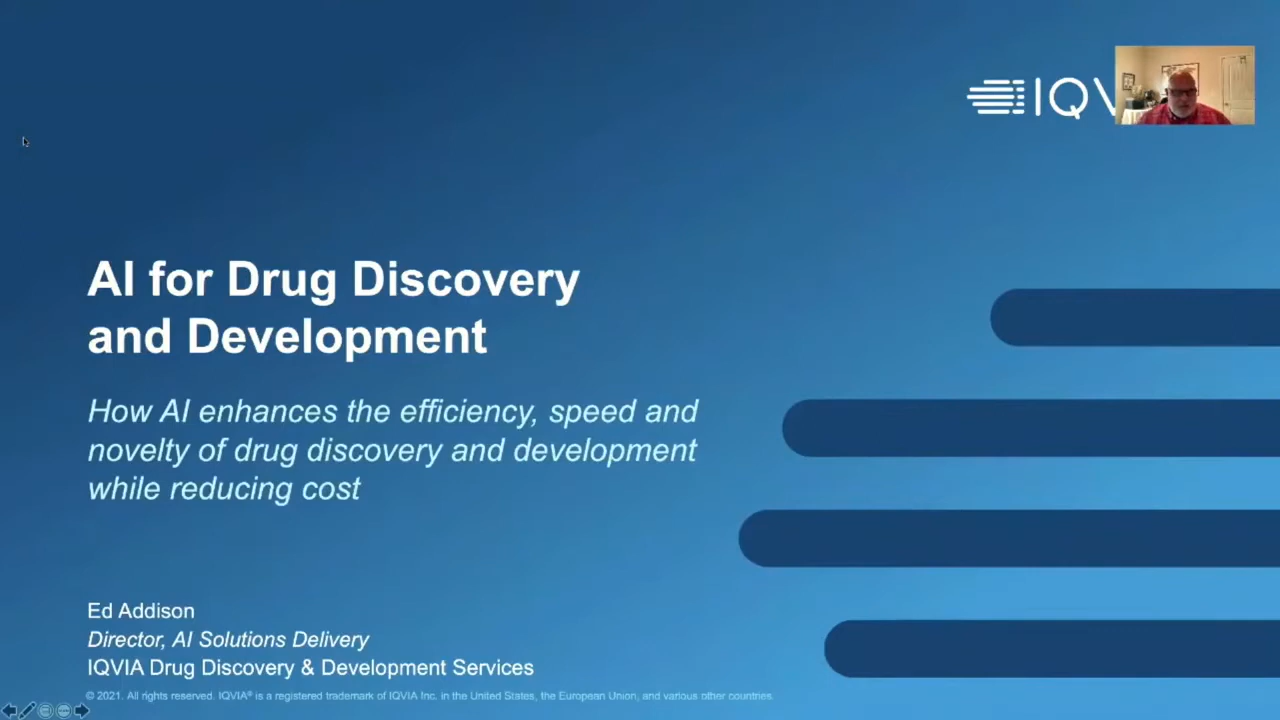 IQV
AI for Drug Discovery
and Development
How AI enhances the efficiency, speed and
novelty of drug discovery and development
while reducing cost
Ed Addison
Director, AI Solutions Delivery
IQVIA Drug Discovery & Development Services
© 2021. All rights reserved. IQVIA® is a registered trademark of IQVIA Inc. in the United States, the European Union, and various other countries.